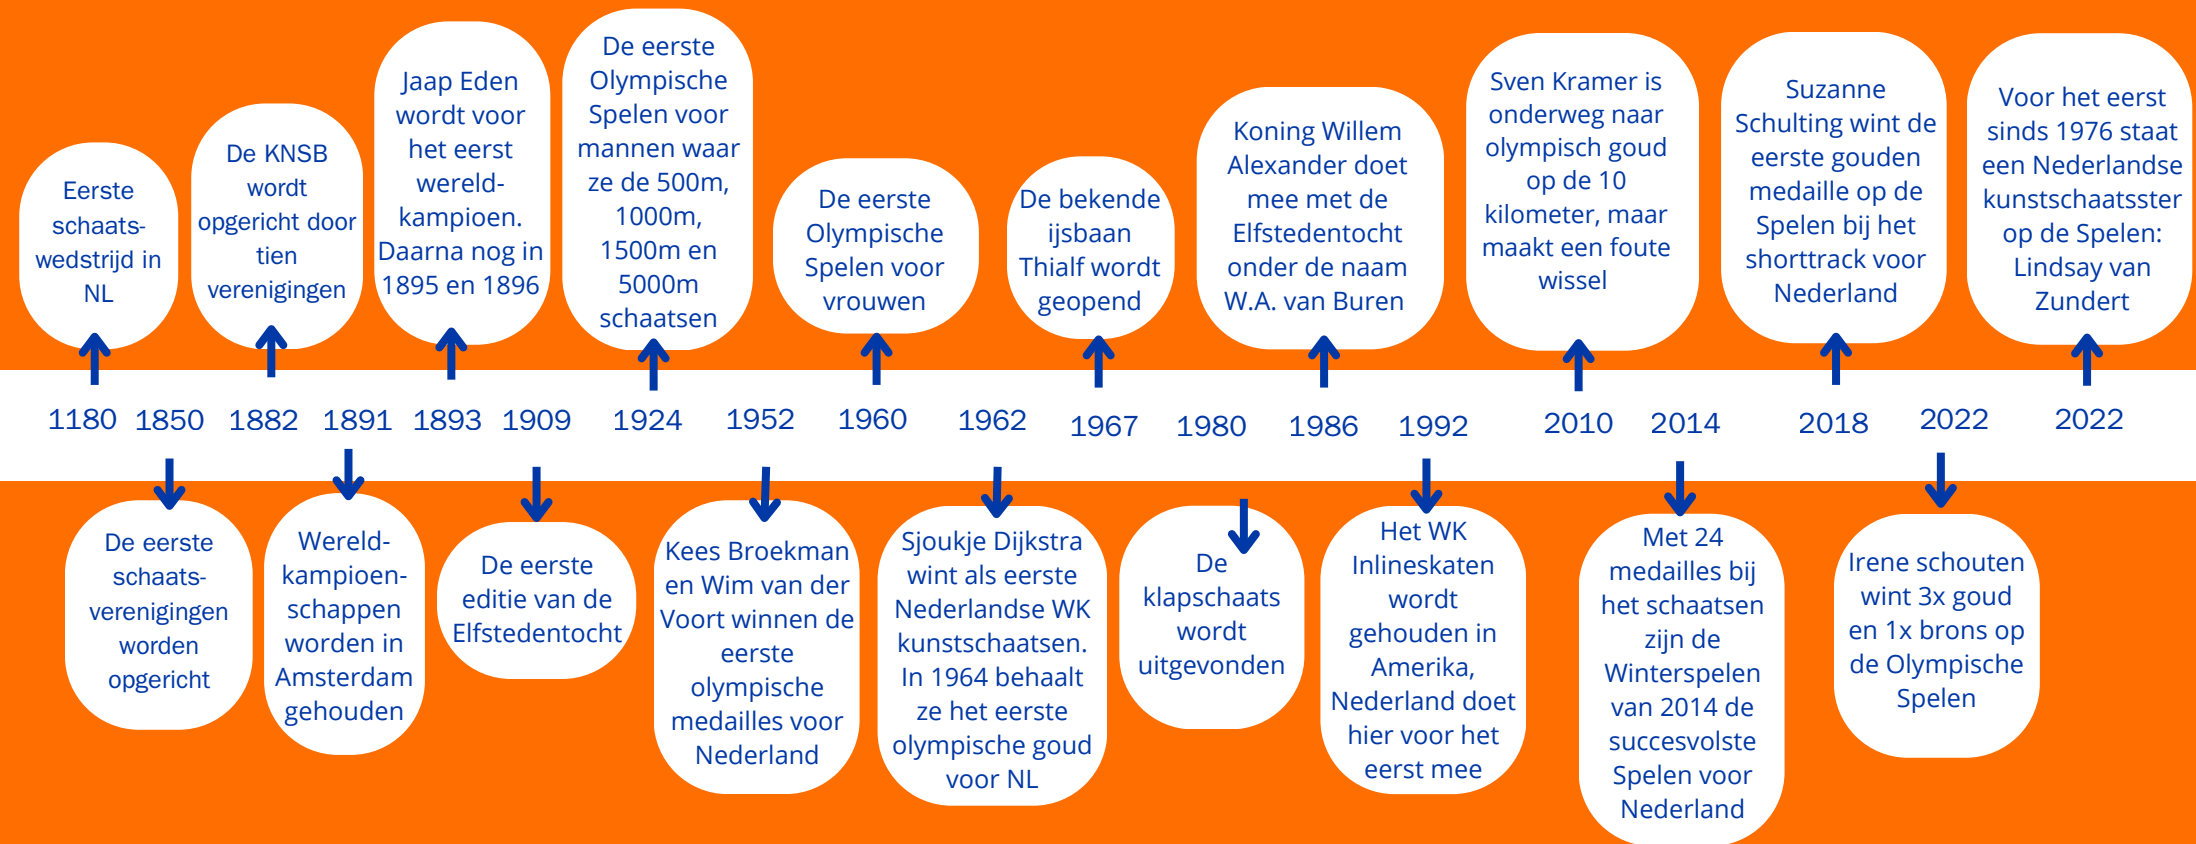 Eerste
schaats-
wedstrijd in
NL
De KNSB
wordt
opgericht door
tien
verenigingen
Jaap Eden
wordt voor
het eerst
wereld-
kampioen.
Daarna nog in
1895 en 1896
De eerste
Olympische
Spelen voor
mannen waar
ze de 500m,
1000m,
1500m en
5000m
schaatsen
De eerste
Olympische
Spelen voor
vrouwen
De bekende
ijsbaan
Thialf wordt
geopend
Koning Willem
Alexander doet
mee met de
Elfstedentocht
onder de naam
W.A. van Buren
Sven Kramer is
onderweg naar
olympisch goud
op de 10
kilometer, maar
maakt een foute
wissel
Suzanne
Schulting wint de
eerste gouden
medaille op de
Spelen bij het
shorttrack voor
Nederland
Voor het eerst
sinds 1976 staat
een Nederlandse
kunstschaatsster
op de Spelen:
Lindsay van
Zundert
1180 1850 1882 1891 1893 1909 1924 1952 1960 1962 1967 1980 1986 1992 2010 2014 2018 2022 2022
De eerste
schaats-
verenigingen
worden
opgericht
Wereld-
kampioen-
schappen
worden in
Amsterdam
gehouden
De eerste
editie van de
Elfstedentocht
Kees Broekman
en Wim van der
Voort winnen de
eerste
olympische
medailles voor
Nederland
Sjoukje Dijkstra
wint als eerste
Nederlandse WK
kunstschaatsen.
In 1964 behaalt
ze het eerste
olympische goud
voor NL
De
klapschaats
wordt
uitgevonden
Het WK
Inlineskaten
wordt
gehouden in
Amerika,
Nederland doet
hier voor het
eerst mee
Met 24
medailles bij
het schaatsen
zijn de
Winterspelen
van 2014 de
succesvolste
Spelen voor
Nederland
Irene schouten
wint 3x goud
en 1x brons op
de Olympische
Spelen